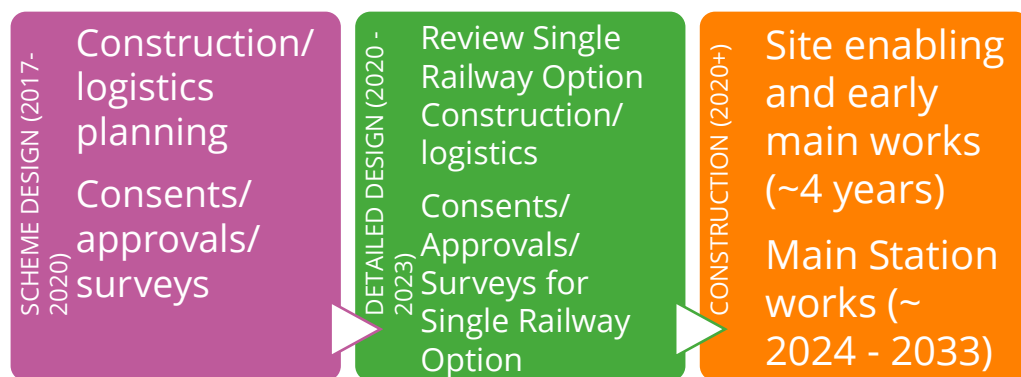 SCHEME DESIGN (2017-
2020)
Construction/
logistics
planning
Consents/
approvals/
surveys
DETAILED DESIGN (2020 -
2023)
Review Single
Railway Option
Construction/
logistics
Consents/
Approvals/
Surveys for
Single Railway
Option
CONSTRUCTION (2020+)
Site enabling
and early
main works
(~4 years)
Main Station
works (~
2024 - 2033)